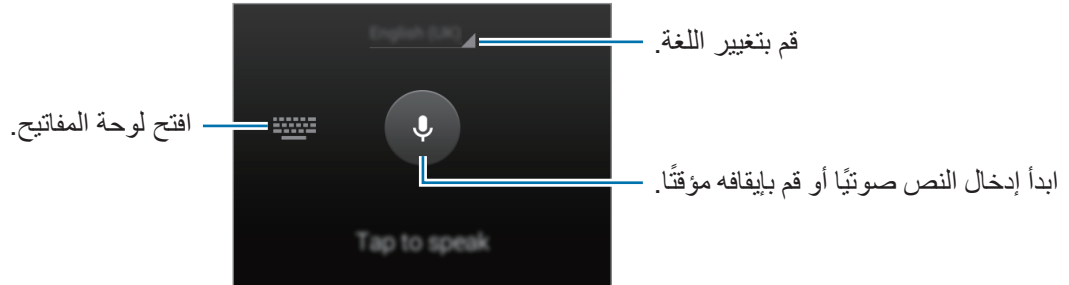 English (UK)
قم بتغيير اللغة.
افتح لوحة المفاتيح.
ابدأ إدخال النص صوتيًا أو قم بإيقافه مؤقتًا.
Tap to speak